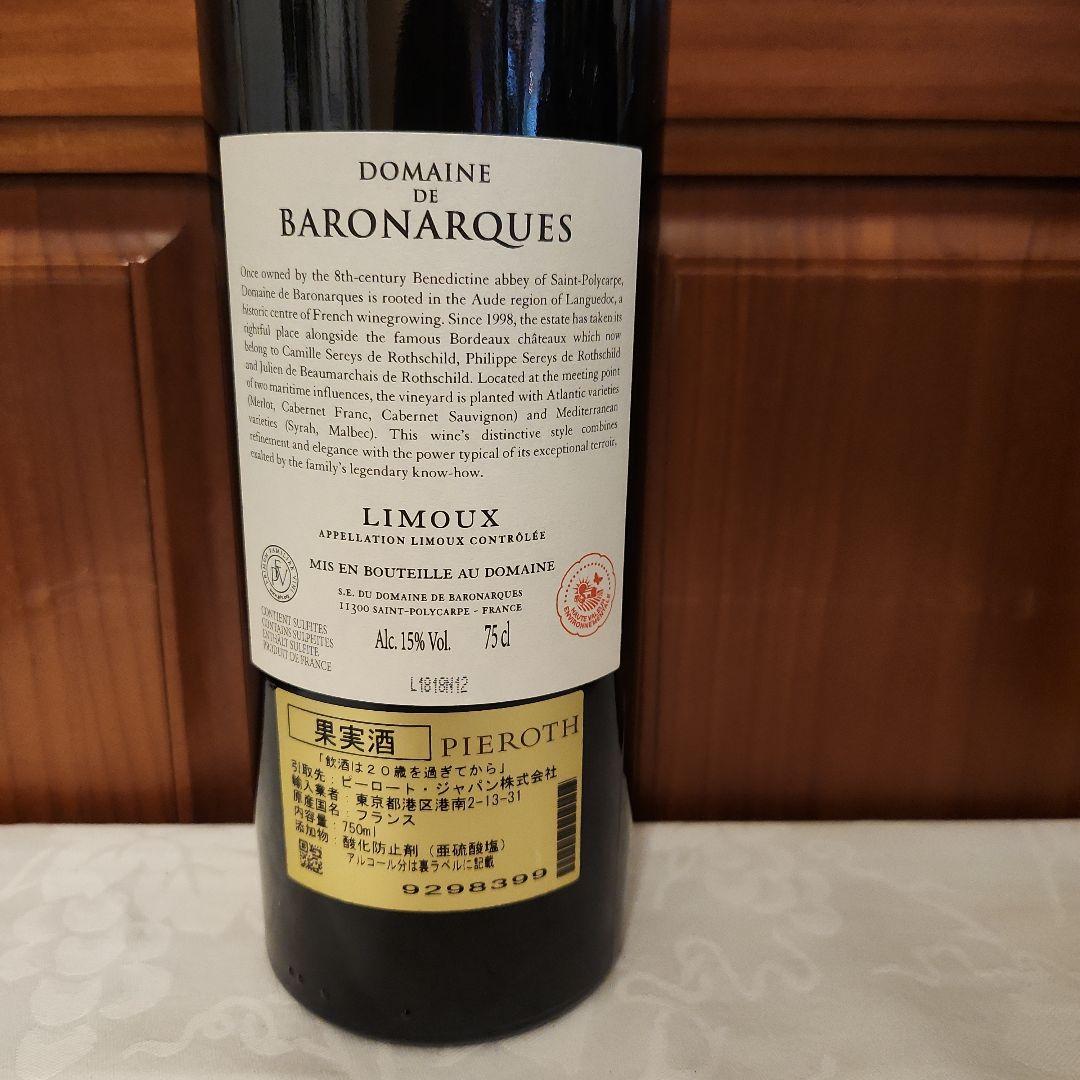 DOMAINE
DE
BARONARQUES
Once owned by the 8th-century Benedictine abbey of Saint-Polycarpe,
Domaine de Baronarques is rooted in the Aude region of Languedoc, a
historic centre of French winegrowing. Since 1998, the estate has taken its
rightful place alongside the famous Bordeaux châteaux which now
belong to Camille Sereys de Rothschild, Philippe Sereys de Rothschild
and Julien de Beaumarchais de Rothschild. Located at the meeting point
of two maritime influences, the vineyard is planted with Atlantic varieties
(Merlot, Cabernet Franc, Cabernet Sauvignon) and Mediterranean
varieties (Syrah, Malbec). This wine's distinctive style combines
refinement and elegance with the power typical of its exceptional terroir,
exalted by the family's legendary know-how.
LIMOUX
APPELLATION LIMOUX CONTRÔLÉE
MIS EN BOUTEILLE AU DOMAINE
S.E. DU DOMAINE DE BARONARQUES
11300 SAINT-POLYCARPE - FRANCE
HAUTE VALEUR
ENVIRONNEMENTALE
CONTIENT SULFITES
CONTAINS SULPHITES
ENTHÄLT SULFITE
PRODUIT DE FRANCE
Alc. 15% Vol. 75 cl
L1818N12
果実酒 PIEROTH
「飲酒は20歳を過ぎてから」
引取先：ピーロート・ジャパン株式会社
輸入業者：東京都港区港南2-13-31
原産国名：フランス
内容量：750ml
添加物：酸化防止剤（亜硫酸塩）
アルコール分は裏ラベルに記載
9298399